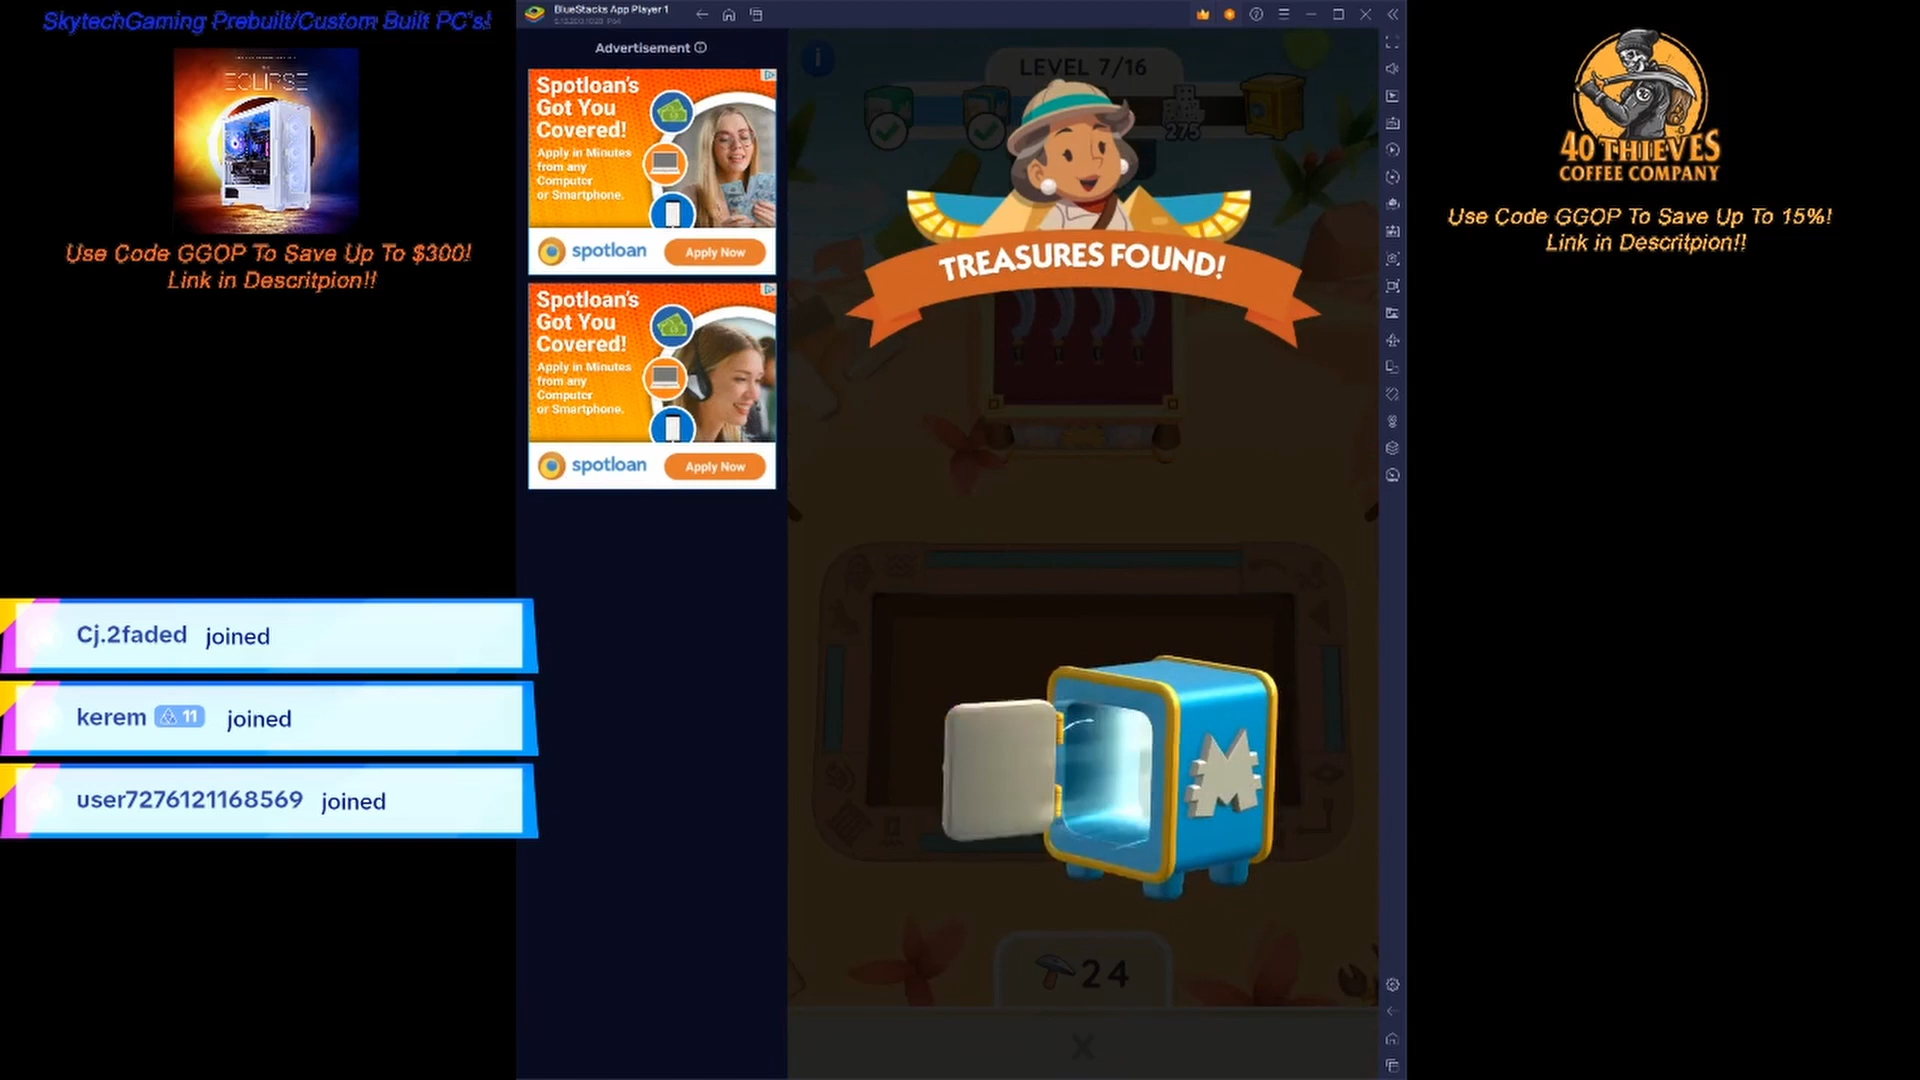 SkytechGaming Prebuilt/Custom Built PC's!
ECLIPSE
Use Code GGOP To Save Up To $300!
Link in Descritpion!!
BlueStacks App Player 1
Advertisement
Spotloan's
Got You
Covered!
Apply in Minutes
from any
Computer
or Smartphone.
spotloan
Apply Now
Spotloan's
Got You
Covered!
Apply in Minutes
from any
Computer
or Smartphone.
spotloan
Apply Now
LEVEL 7/16
275
TREASURES FOUND!
M
24
X
40 THIEVES
COFFEE COMPANY
Use Code GGOP To Save Up To 15%!
Link in Descritpion!!
Cj.2faded joined
kerem 11 joined
user7276121168569 joined